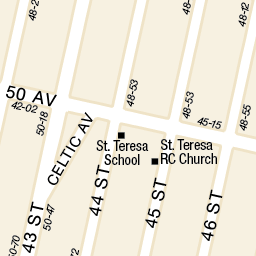 48-2
48-12
48-53
48-53
48-55
50 AV
42-02
50-18
45-15
CELTIC AV
St. Teresa
School
St. Teresa
RC Church
44 ST
45 ST
46 ST
43 ST
50-47
50-70